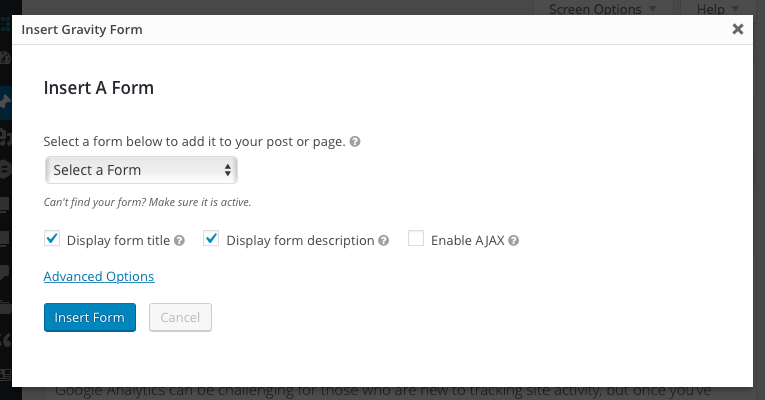 Screen Options Help
Insert Gravity Form
Insert A Form
Select a form below to add it to your post or page.
Select a Form
Can't find your form? Make sure it is active.
Display form title Display form description Enable AJAX
Advanced Options
Insert Form Cancel
Google Analytics can be challenging for those who are new to tracking site activity, but once you've